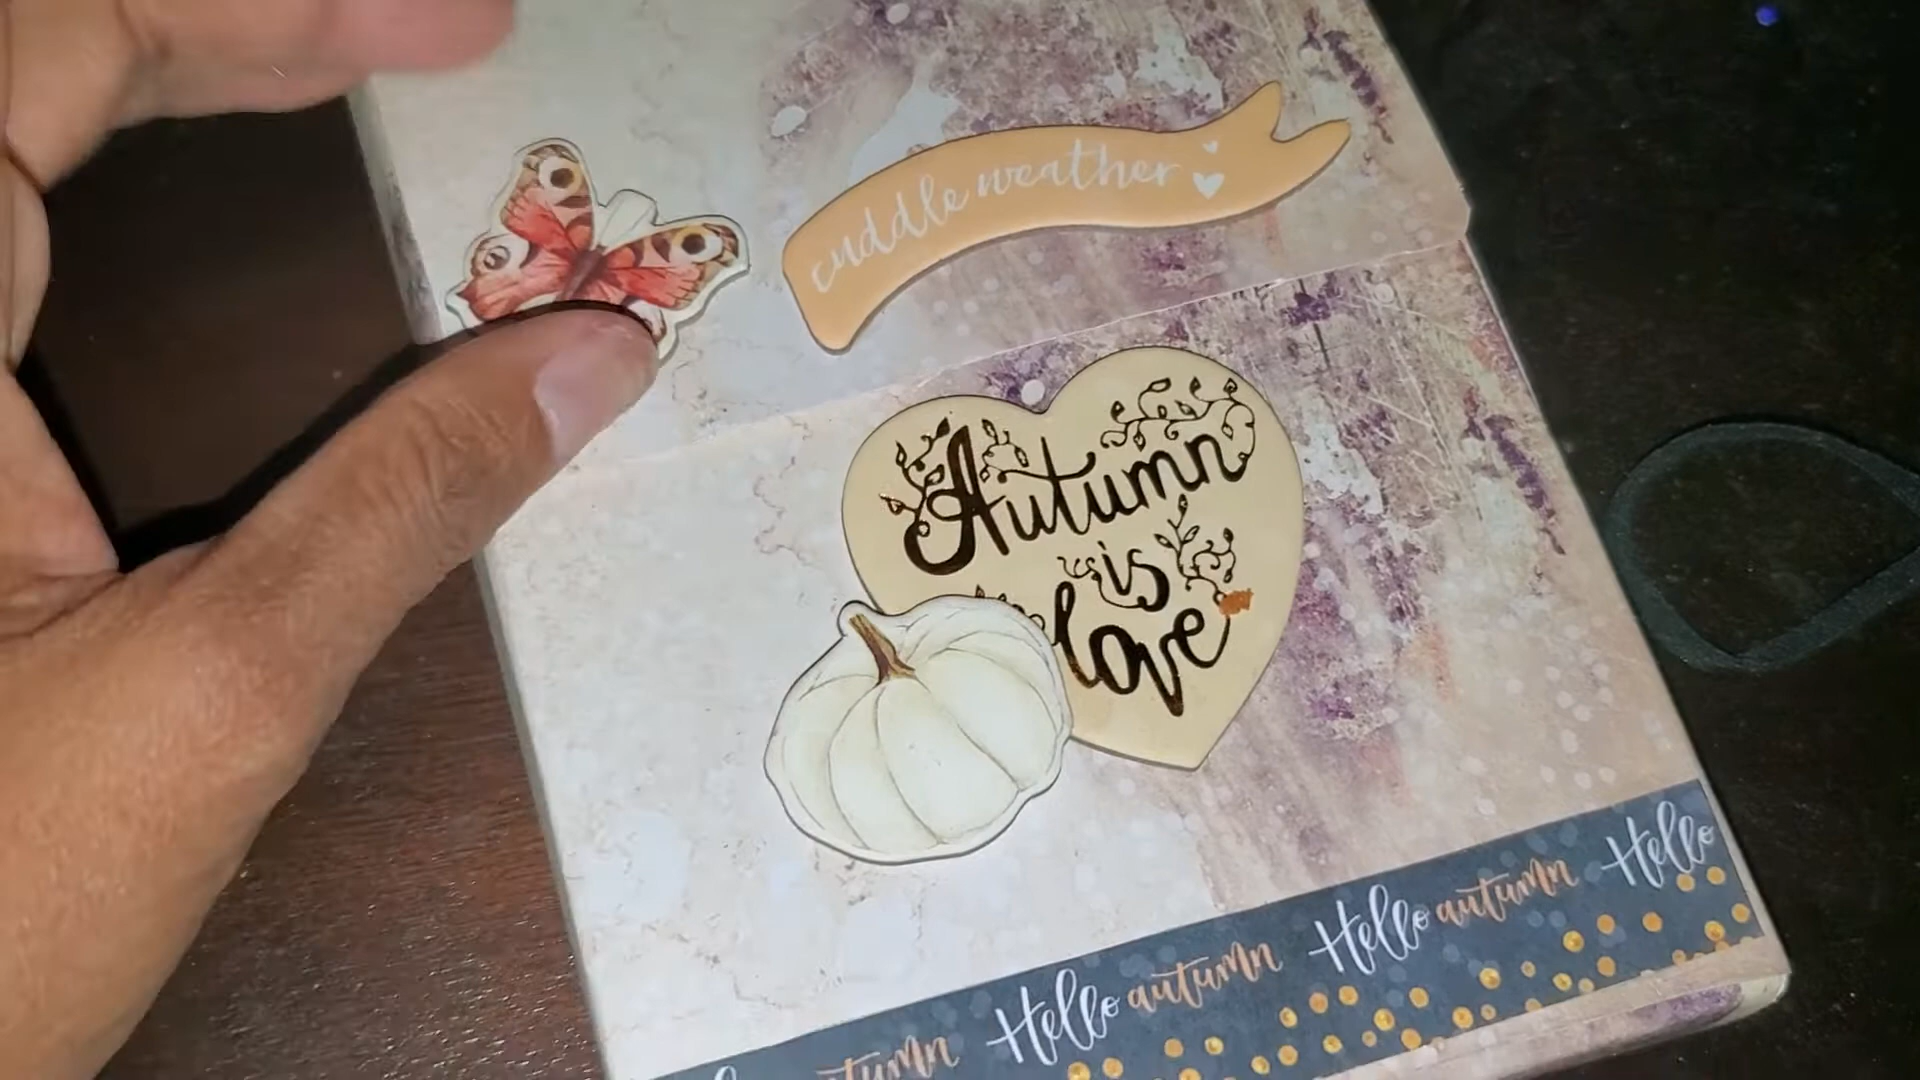 cuddle weather
Autumn
is
love
autumn Hello autumn Hello autumn Hello